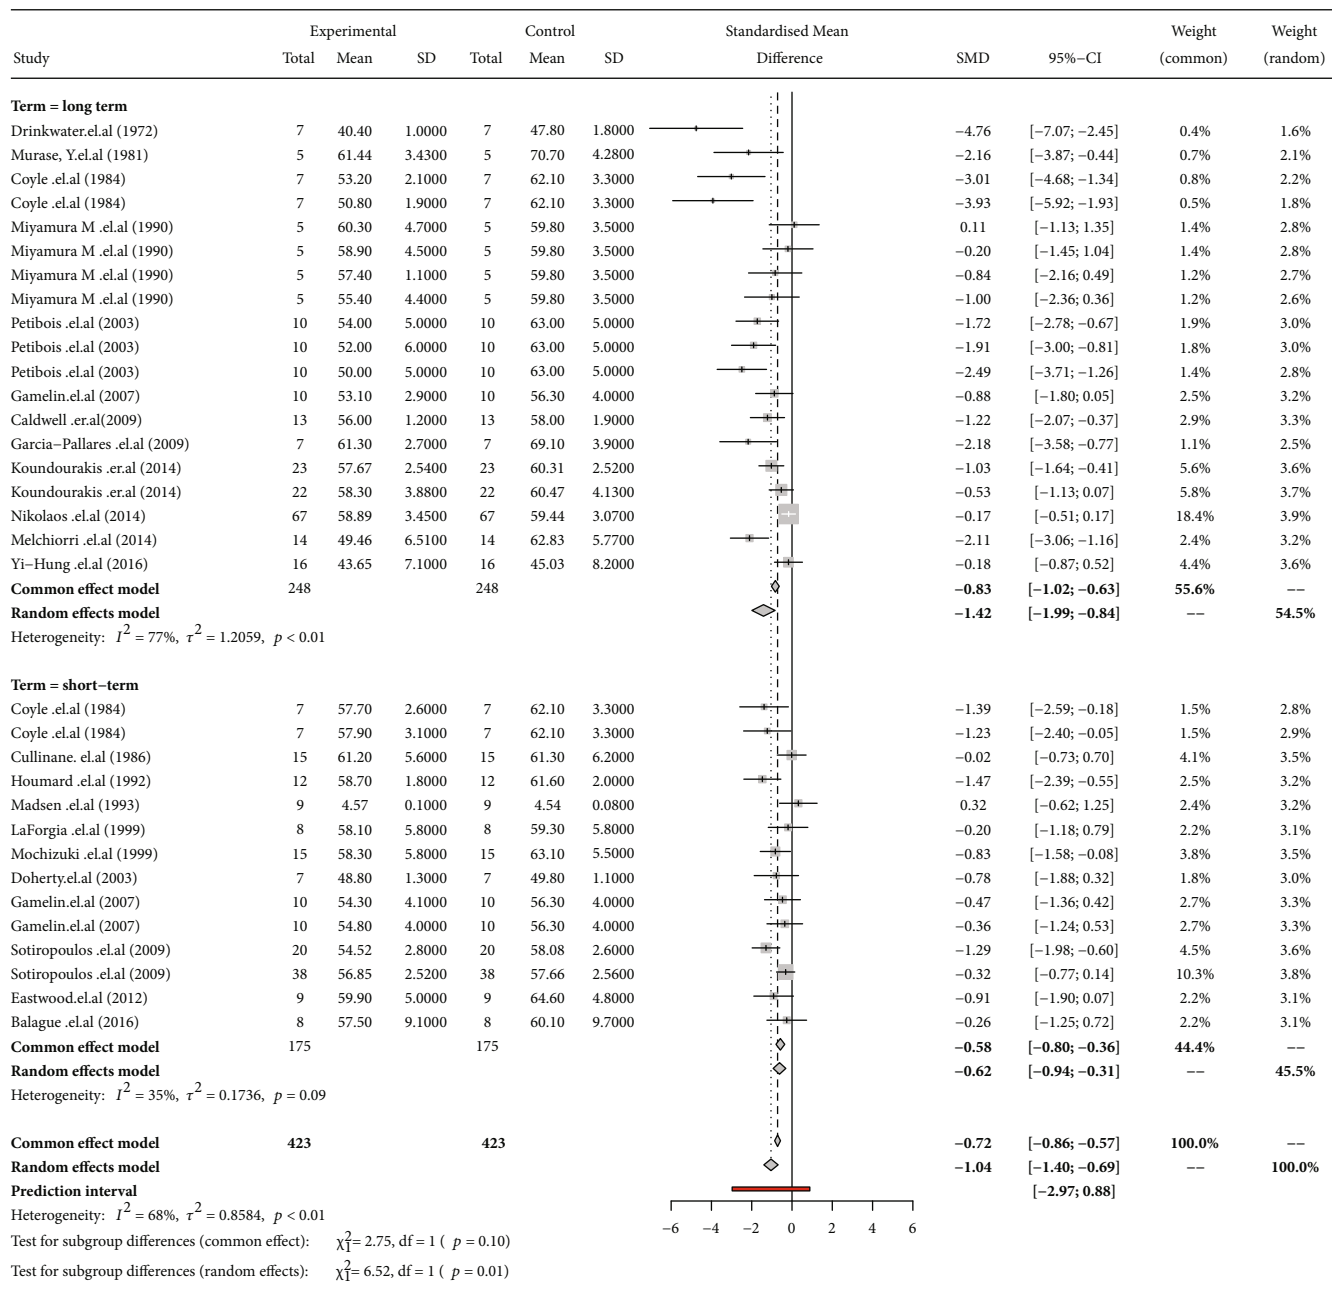 Experimental Control Standardised Mean Weight Weight
Study Total Mean SD Total Mean SD Difference SMD 95%−CI (common) (random)
Term = long term
Drinkwater.el.al (1972) 7 40.40 1.0000 7 47.80 1.8000 −4.76 [−7.07; −2.45] 0.4% 1.6%
Murase, Y.el.al (1981) 5 61.44 3.4300 5 70.70 4.2800 −2.16 [−3.87; −0.44] 0.7% 2.1%
Coyle .el.al (1984) 7 53.20 2.1000 7 62.10 3.3000 −3.01 [−4.68; −1.34] 0.8% 2.2%
Coyle .el.al (1984) 7 50.80 1.9000 7 62.10 3.3000 −3.93 [−5.92; −1.93] 0.5% 1.8%
Miyamura M .el.al (1990) 5 60.30 4.7000 5 59.80 3.5000 0.11 [−1.13; 1.35] 1.4% 2.8%
Miyamura M .el.al (1990) 5 58.90 4.5000 5 59.80 3.5000 −0.20 [−1.45; 1.04] 1.4% 2.8%
Miyamura M .el.al (1990) 5 57.40 1.1000 5 59.80 3.5000 −0.84 [−2.16; 0.49] 1.2% 2.7%
Miyamura M .el.al (1990) 5 55.40 4.4000 5 59.80 3.5000 −1.00 [−2.36; 0.36] 1.2% 2.6%
Petibois .el.al (2003) 10 54.00 5.0000 10 63.00 5.0000 −1.72 [−2.78; −0.67] 1.9% 3.0%
Petibois .el.al (2003) 10 52.00 6.0000 10 63.00 5.0000 −1.91 [−3.00; −0.81] 1.8% 3.0%
Petibois .el.al (2003) 10 50.00 5.0000 10 63.00 5.0000 −2.49 [−3.71; −1.26] 1.4% 2.8%
Gamelin.el.al (2007) 10 53.10 2.9000 10 56.30 4.0000 −0.88 [−1.80; 0.05] 2.5% 3.2%
Caldwell .er.al(2009) 13 56.00 1.2000 13 58.00 1.9000 −1.22 [−2.07; −0.37] 2.9% 3.3%
Garcia−Pallares .el.al (2009) 7 61.30 2.7000 7 69.10 3.9000 −2.18 [−3.58; −0.77] 1.1% 2.5%
Koundourakis .er.al (2014) 23 57.67 2.5400 23 60.31 2.5200 −1.03 [−1.64; −0.41] 5.6% 3.6%
Koundourakis .er.al (2014) 22 58.30 3.8800 22 60.47 4.1300 −0.53 [−1.13; 0.07] 5.8% 3.7%
Nikolaos .el.al (2014) 67 58.89 3.4500 67 59.44 3.0700 −0.17 [−0.51; 0.17] 18.4% 3.9%
Melchiorri .el.al (2014) 14 49.46 6.5100 14 62.83 5.7700 −2.11 [−3.06; −1.16] 2.4% 3.2%
Yi−Hung .el.al (2016) 16 43.65 7.1000 16 45.03 8.2000 −0.18 [−0.87; 0.52] 4.4% 3.6%
Common effect model 248 248 −0.83 [−1.02; −0.63] 55.6% −−
Random effects model −1.42 [−1.99; −0.84] −− 54.5%
Heterogeneity: I² = 77%, τ² = 1.2059, p < 0.01
Term = short−term
Coyle .el.al (1984) 7 57.70 2.6000 7 62.10 3.3000 −1.39 [−2.59; −0.18] 1.5% 2.8%
Coyle .el.al (1984) 7 57.90 3.1000 7 62.10 3.3000 −1.23 [−2.40; −0.05] 1.5% 2.9%
Cullinane. el.al (1986) 15 61.20 5.6000 15 61.30 6.2000 −0.02 [−0.73; 0.70] 4.1% 3.5%
Houmard .el.al (1992) 12 58.70 1.8000 12 61.60 2.0000 −1.47 [−2.39; −0.55] 2.5% 3.2%
Madsen .el.al (1993) 9 4.57 0.1000 9 4.54 0.0800 0.32 [−0.62; 1.25] 2.4% 3.2%
LaForgia .el.al (1999) 8 58.10 5.8000 8 59.30 5.8000 −0.20 [−1.18; 0.79] 2.2% 3.1%
Mochizuki .el.al (1999) 15 58.30 5.8000 15 63.10 5.5000 −0.83 [−1.58; −0.08] 3.8% 3.5%
Doherty.el.al (2003) 7 48.80 1.3000 7 49.80 1.1000 −0.78 [−1.88; 0.32] 1.8% 3.0%
Gamelin.el.al (2007) 10 54.30 4.1000 10 56.30 4.0000 −0.47 [−1.36; 0.42] 2.7% 3.3%
Gamelin.el.al (2007) 10 54.80 4.0000 10 56.30 4.0000 −0.36 [−1.24; 0.53] 2.7% 3.3%
Sotiropoulos .el.al (2009) 20 54.52 2.8000 20 58.08 2.6000 −1.29 [−1.98; −0.60] 4.5% 3.6%
Sotiropoulos .el.al (2009) 38 56.85 2.5200 38 57.66 2.5600 −0.32 [−0.77; 0.14] 10.3% 3.8%
Eastwood.el.al (2012) 9 59.90 5.0000 9 64.60 4.8000 −0.91 [−1.90; 0.07] 2.2% 3.1%
Balague .el.al (2016) 8 57.50 9.1000 8 60.10 9.7000 −0.26 [−1.25; 0.72] 2.2% 3.1%
Common effect model 175 175 −0.58 [−0.80; −0.36] 44.4% −−
Random effects model −0.62 [−0.94; −0.31] −− 45.5%
Heterogeneity: I² = 35%, τ² = 0.1736, p = 0.09
Common effect model 423 423 −0.72 [−0.86; −0.57] 100.0% −−
Random effects model −1.04 [−1.40; −0.69] −− 100.0%
Prediction interval [−2.97; 0.88]
Heterogeneity: I² = 68%, τ² = 0.8584, p < 0.01
−6 −4 −2 0 2 4 6
Test for subgroup differences (common effect): χ²₁= 2.75, df = 1 ( p = 0.10)
Test for subgroup differences (random effects): χ²₁= 6.52, df = 1 ( p = 0.01)